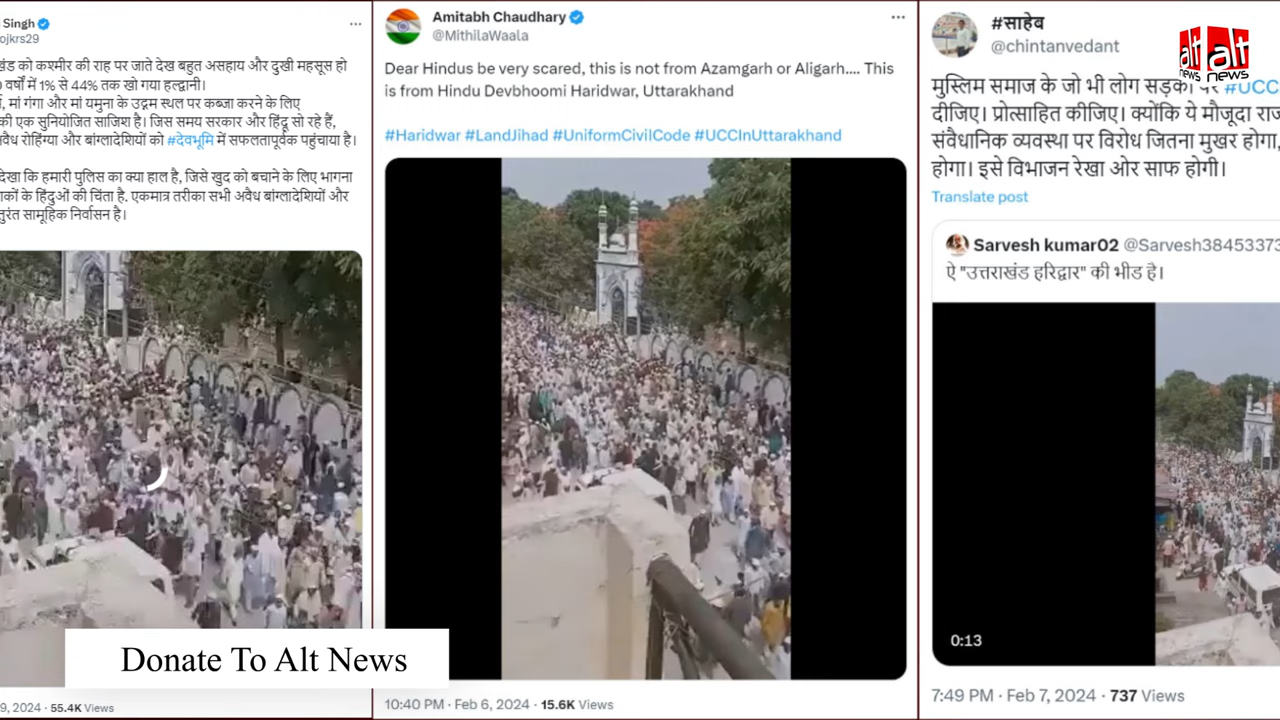 Singh
ojkrs29
खंड को कश्मीर की राह पर जाते देख बहुत असहाय और दुखी महसूस हो
वर्षों में 1% से 44% तक खो गया हल्द्वानी।
मां गंगा और मां यमुना के उद्गम स्थल पर कब्जा करने के लिए
की एक सुनियोजित साजिश है। जिस समय सरकार और हिंदू सो रहे हैं,
अवैध रोहिंग्या और बांग्लादेशियों को #देवभूमि में सफलतापूर्वक पहुंचाया है।
देखा कि हमारी पुलिस का क्या हाल है, जिसे खुद को बचाने के लिए भागना
के हिंदुओं की चिंता है. एकमात्र तरीका सभी अवैध बांग्लादेशियों और
तुरंत सामूहिक निर्वासन है।
9, 2024 · 55.4K Views
Amitabh Chaudhary
@MithilaWaala
Dear Hindus be very scared, this is not from Azamgarh or Aligarh.... This
is from Hindu Devbhoomi Haridwar, Uttarakhand
#Haridwar #LandJihad #UniformCivilCode #UCCInUttarakhand
10:40 PM · Feb 6, 2024 · 15.6K Views
#साहेब
@chintanvedant
मुस्लिम समाज के जो भी लोग सड़कों पर #UCC
दीजिए। प्रोत्साहित कीजिए। क्योंकि ये मौजूदा राज
संवैधानिक व्यवस्था पर विरोध जितना मुखर होगा,
होगा। इसे विभाजन रेखा ओर साफ होगी।
Translate post
Sarvesh kumar02 @Sarvesh38453373
ऐ "उत्तराखंड हरिद्वार" की भीड है।
0:13
7:49 PM · Feb 7, 2024 · 737 Views
alt alt
news news
Donate To Alt News